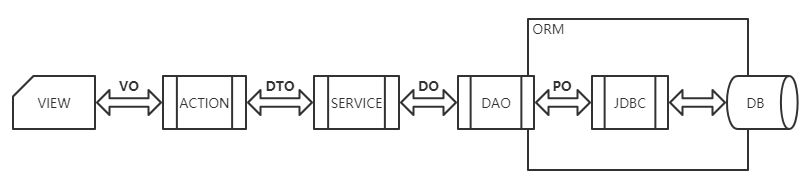 ORM
VO
DTO
DO
PO
VIEW
ACTION
SERVICE
DAO
JDBC
DB